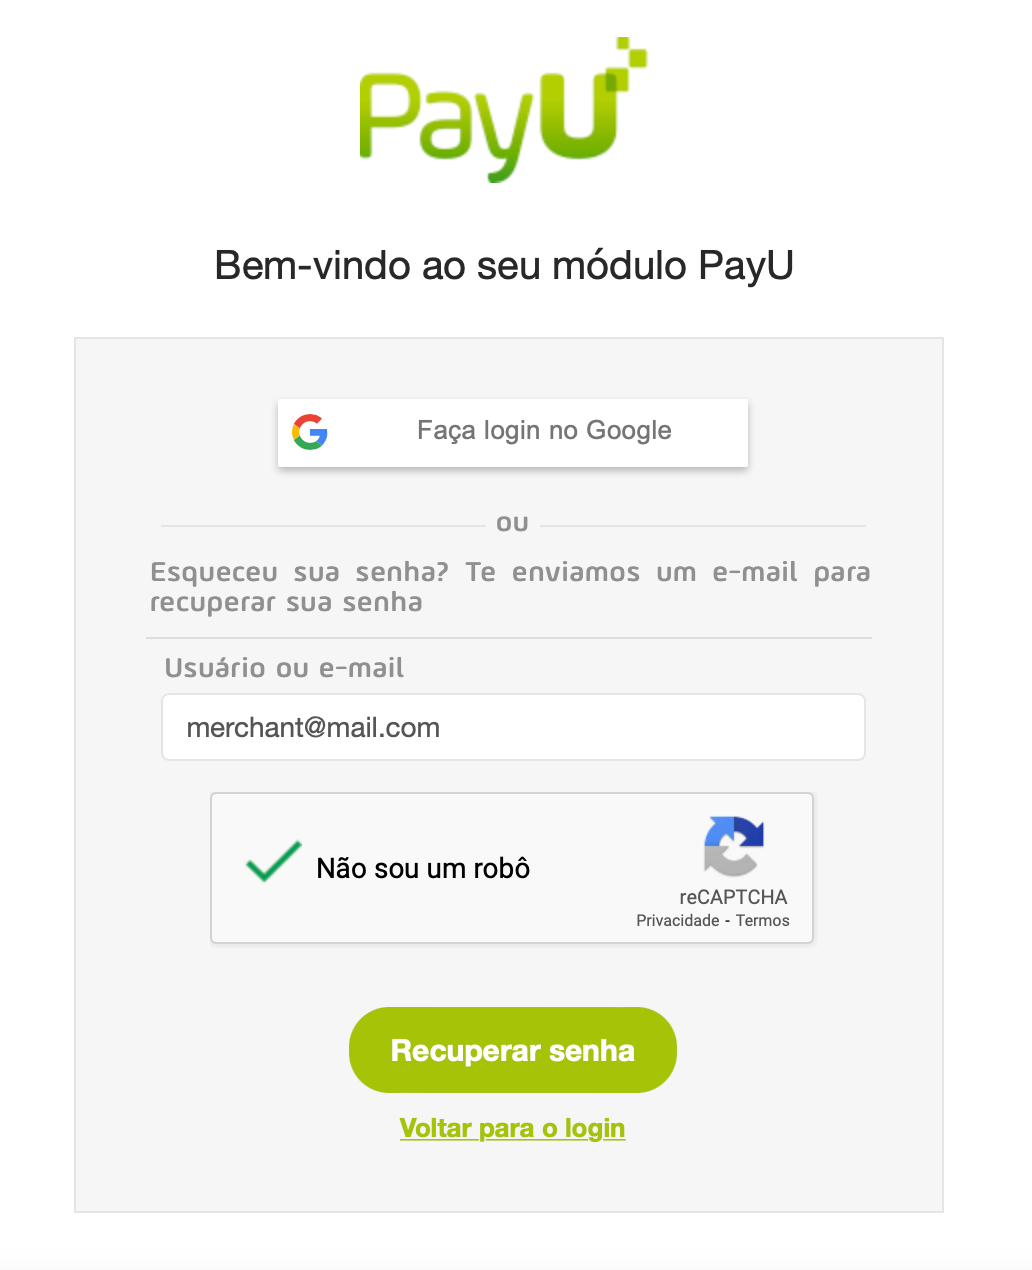 PayU
Bem-vindo ao seu módulo PayU
Faça login no Google
ou
Esqueceu sua senha? Te enviamos um e-mail para
recuperar sua senha
Usuário ou e-mail
merchant@mail.com
Não sou um robô
reCAPTCHA
Privacidade - Termos
Recuperar senha
Voltar para o login